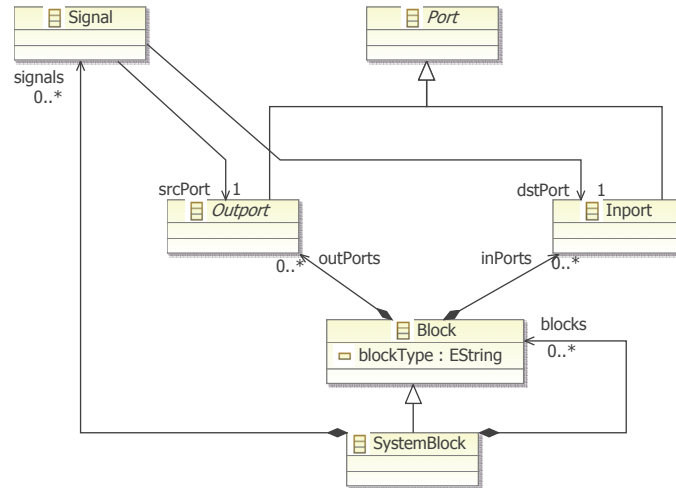 Signal
Port
signals
0..*
srcPort
1
dstPort
1
Outport
Inport
0..*
outPorts
inPorts
0..*
Block
blocks
blockType : EString
0..*
SystemBlock